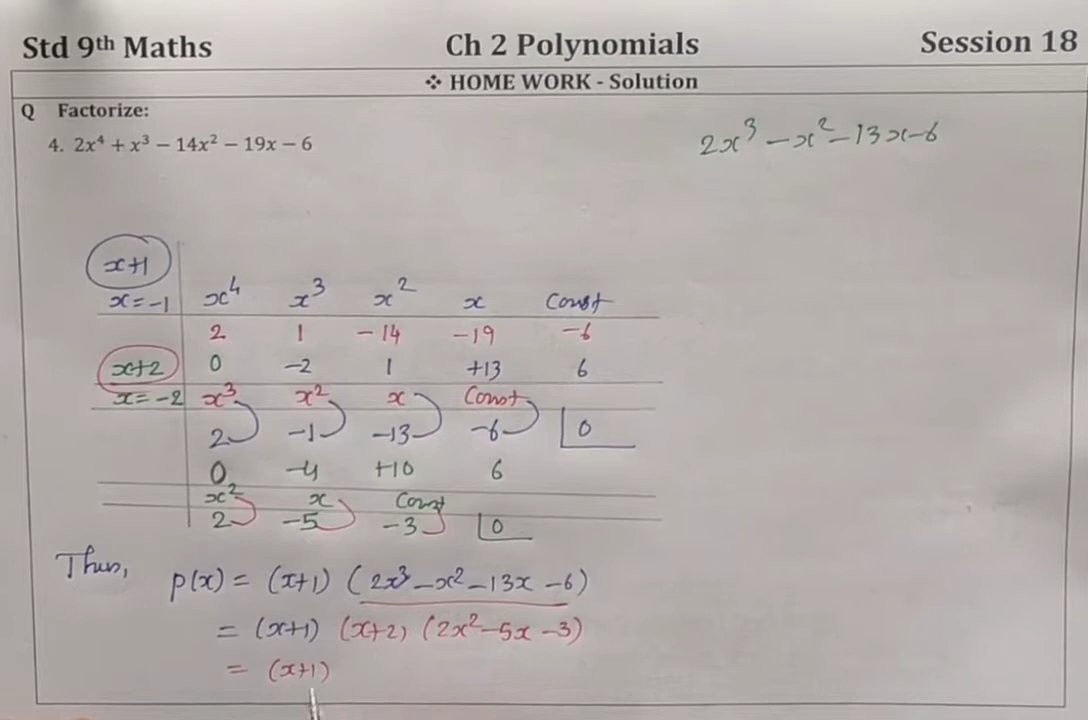 Std 9th Maths Ch 2 Polynomials Session 18
❖ HOME WORK - Solution
Q Factorize:
4. 2x⁴ + x³ − 14x² − 19x − 6
2x³ − x² − 13x − 6
x+1
x = −1 x⁴ x³ x² x Const
2 1 −14 −19 −6
x+2 0 −2 1 +13 6
x = −2 x³ x² x Const
2 −1 −13 −6 0
0 −4 +10 6
x² x Const
2 −5 −3 0
Thus,
p(x) = (x+1) (2x³ − x² − 13x − 6)
= (x+1) (x+2) (2x² − 5x − 3)
= (x+1)